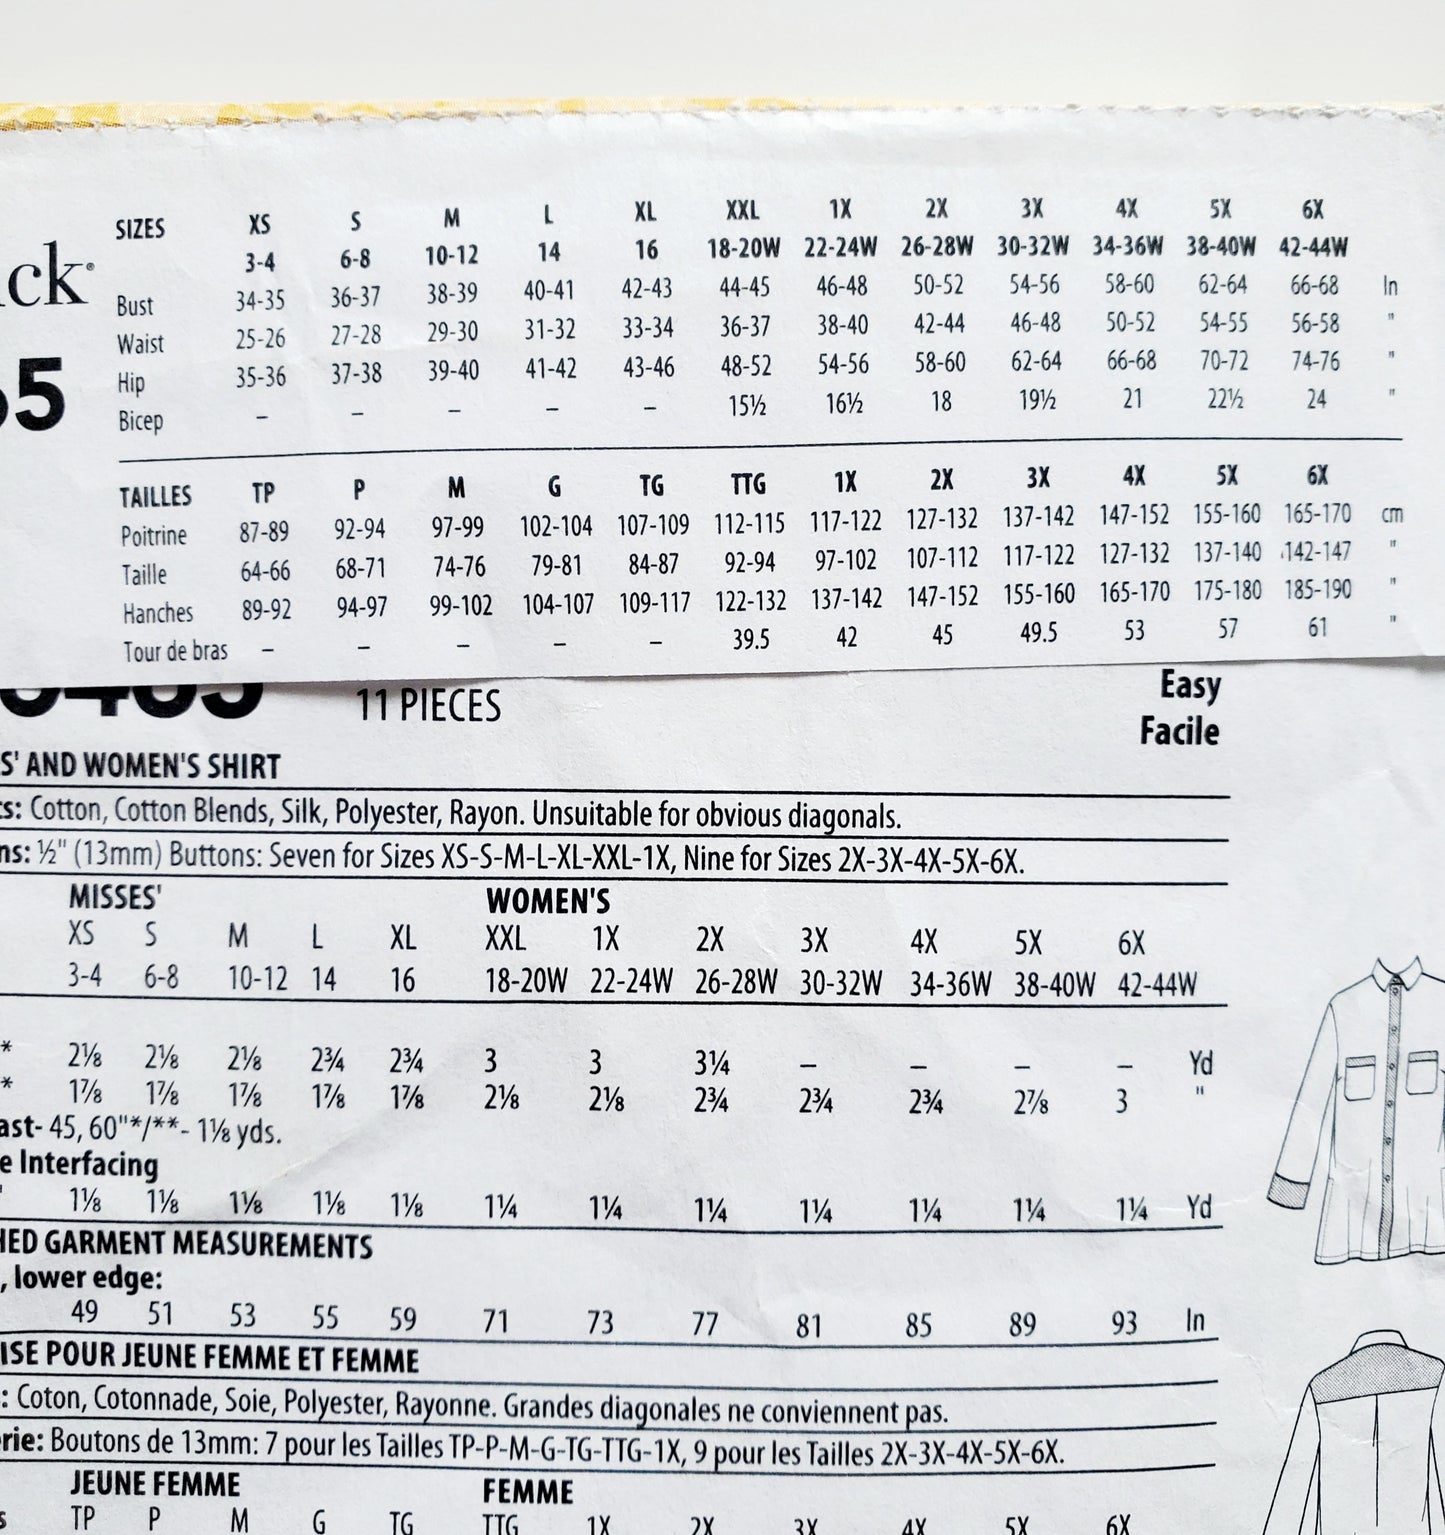 SIZES XS S M L XL XXL 1X 2X 3X 4X 5X 6X
3-4 6-8 10-12 14 16 18-20W 22-24W 26-28W 30-32W 34-36W 38-40W 42-44W
ck®
Bust 34-35 36-37 38-39 40-41 42-43 44-45 46-48 50-52 54-56 58-60 62-64 66-68 In
Waist 25-26 27-28 29-30 31-32 33-34 36-37 38-40 42-44 46-48 50-52 54-55 56-58 "
Hip 35-36 37-38 39-40 41-42 43-46 48-52 54-56 58-60 62-64 66-68 70-72 74-76 "
Bicep – – – – – 15½ 16½ 18 19½ 21 22½ 24 "
5
TAILLES TP P M G TG TTG 1X 2X 3X 4X 5X 6X
Poitrine 87-89 92-94 97-99 102-104 107-109 112-115 117-122 127-132 137-142 147-152 155-160 165-170 cm
Taille 64-66 68-71 74-76 79-81 84-87 92-94 97-102 107-112 117-122 127-132 137-140 142-147 "
Hanches 89-92 94-97 99-102 104-107 109-117 122-132 137-142 147-152 155-160 165-170 175-180 185-190 "
Tour de bras – – – – – 39.5 42 45 49.5 53 57 61 "
11 PIECES
Easy
Facile
S' AND WOMEN'S SHIRT
s: Cotton, Cotton Blends, Silk, Polyester, Rayon. Unsuitable for obvious diagonals.
ns: ½" (13mm) Buttons: Seven for Sizes XS-S-M-L-XL-XXL-1X, Nine for Sizes 2X-3X-4X-5X-6X.
MISSES' WOMEN'S
XS S M L XL XXL 1X 2X 3X 4X 5X 6X
3-4 6-8 10-12 14 16 18-20W 22-24W 26-28W 30-32W 34-36W 38-40W 42-44W
* 2⅛ 2⅛ 2⅛ 2¾ 2¾ 3 3 3¼ – – – – Yd
* 1⅞ 1⅞ 1⅞ 1⅞ 1⅞ 2⅛ 2⅛ 2¾ 2¾ 2¾ 2⅞ 3 "
ast- 45, 60"*/**- 1⅛ yds.
e Interfacing
" 1⅛ 1⅛ 1⅛ 1⅛ 1⅛ 1¼ 1¼ 1¼ 1¼ 1¼ 1¼ 1¼ Yd
HED GARMENT MEASUREMENTS
, lower edge:
49 51 53 55 59 71 73 77 81 85 89 93 In
ISE POUR JEUNE FEMME ET FEMME
: Coton, Cotonnade, Soie, Polyester, Rayonne. Grandes diagonales ne conviennent pas.
rie: Boutons de 13mm: 7 pour les Tailles TP-P-M-G-TG-TTG-1X, 9 pour les Tailles 2X-3X-4X-5X-6X.
JEUNE FEMME FEMME
s TP P M G TG TTG 1X 2X 3X 4X 5X 6X